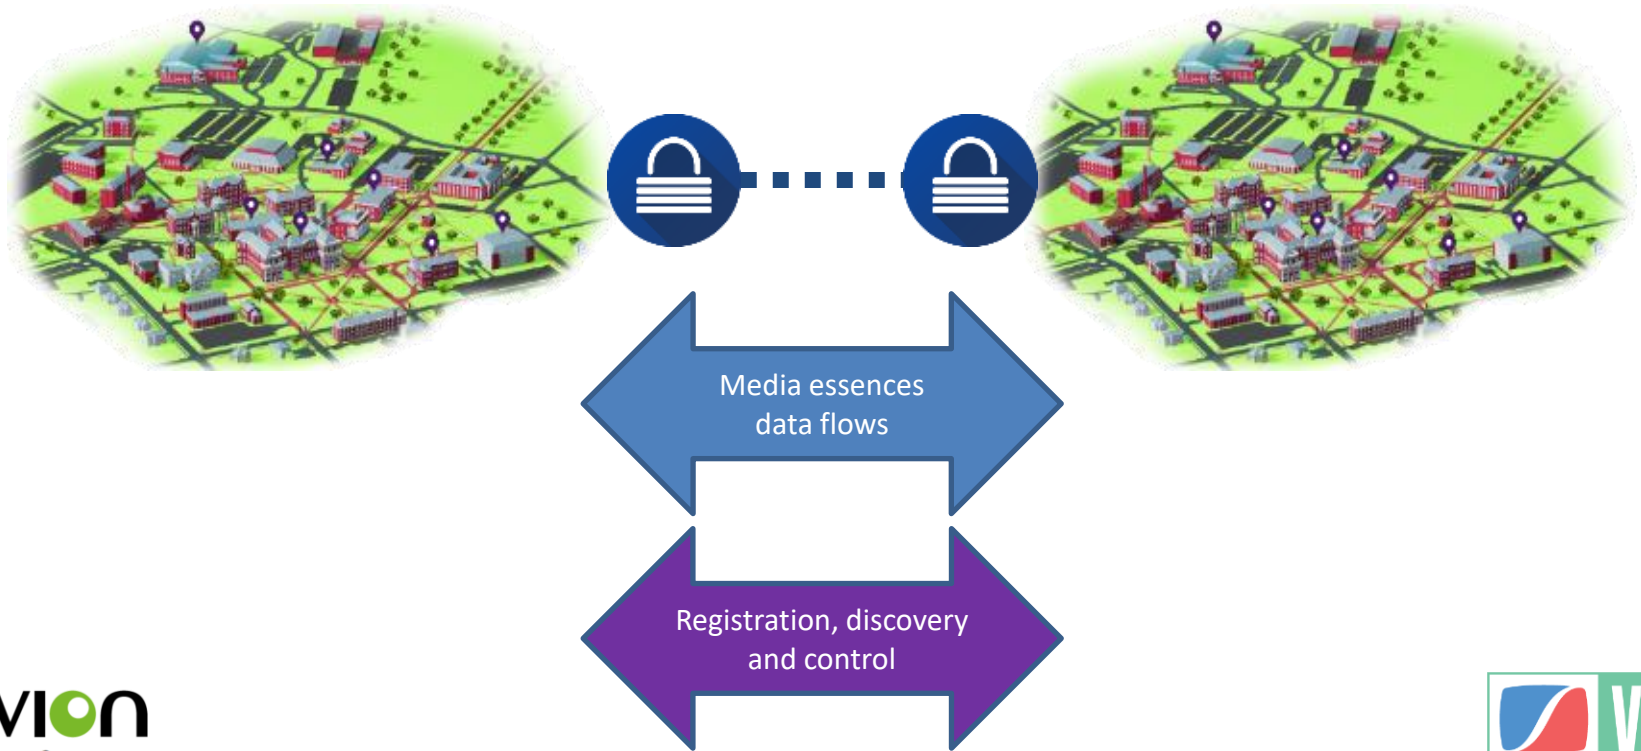 Media essences
data flows
Registration, discovery
and control
VION
V